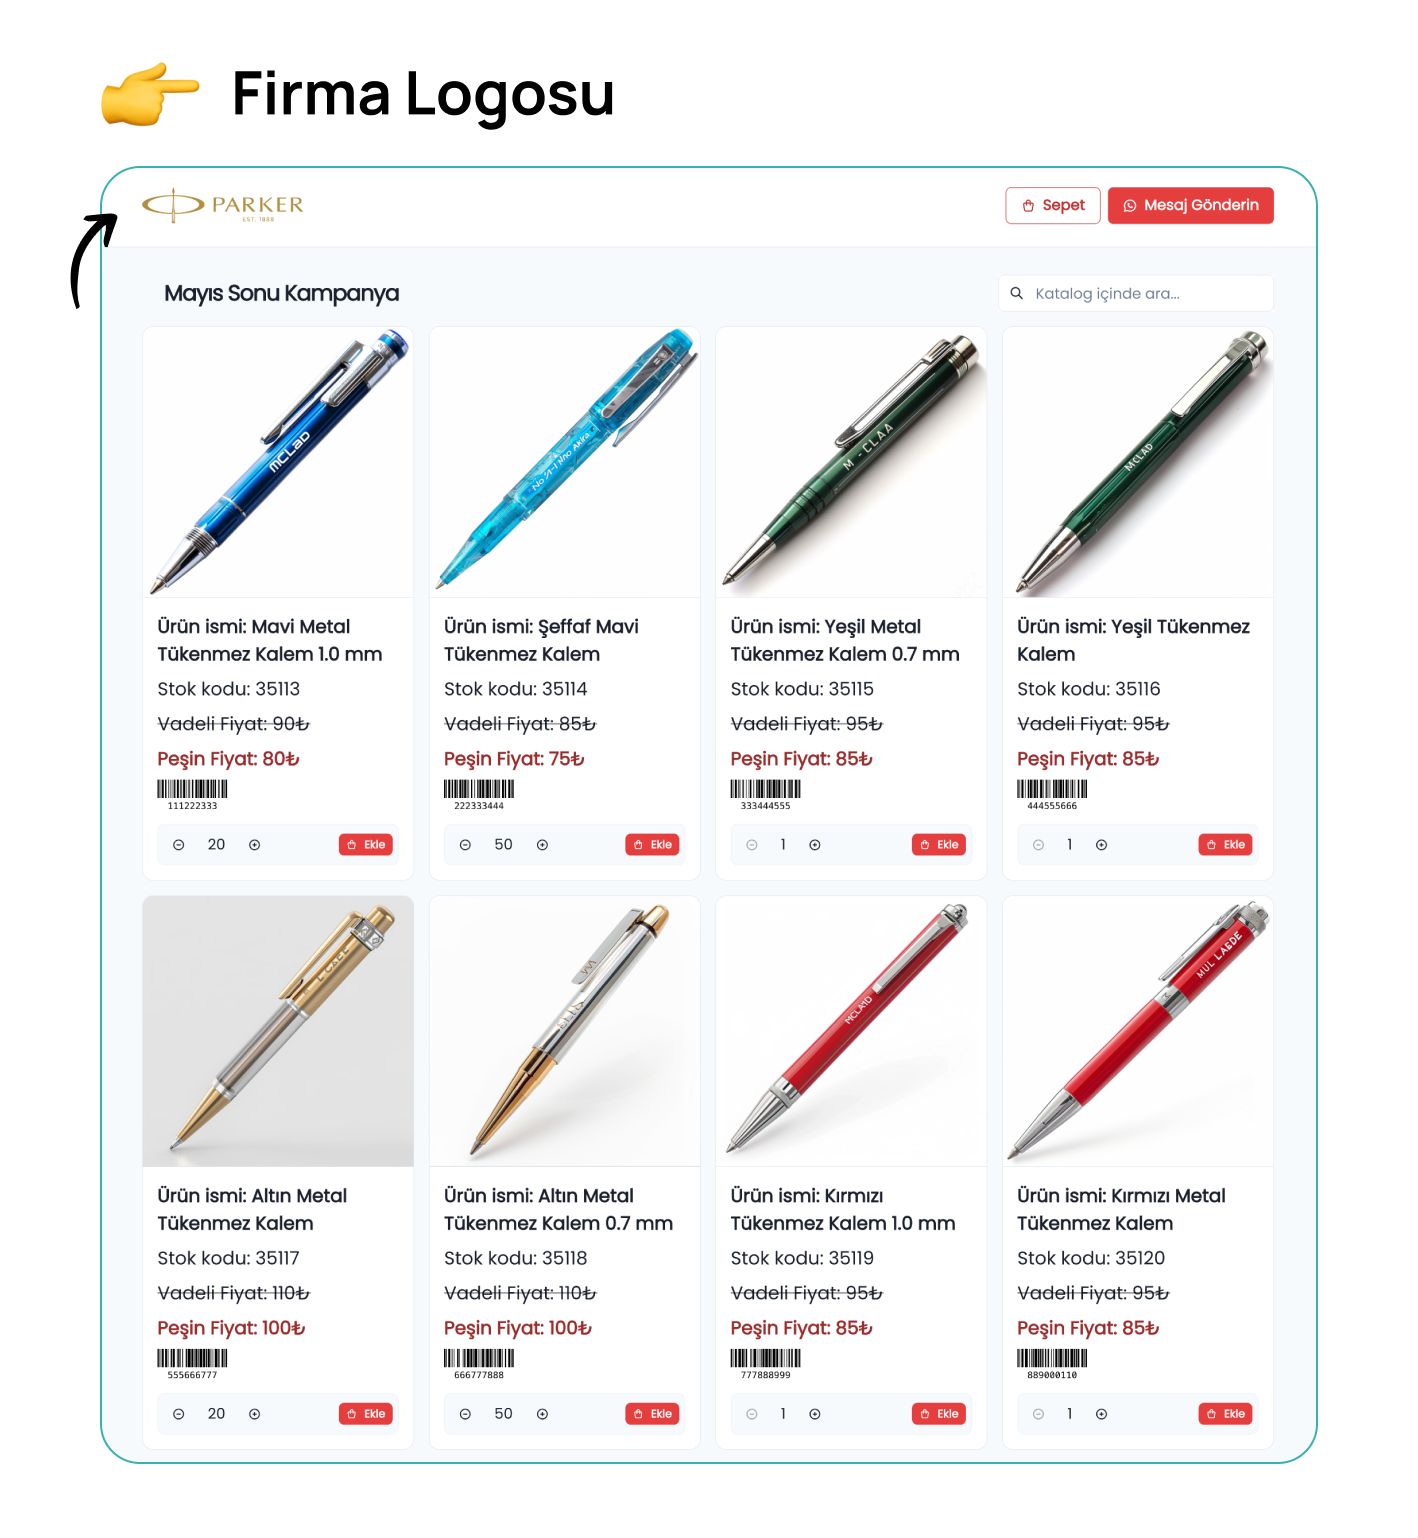 Firma Logosu
PARKER
EST. 1888
Sepet
Mesaj Gönderin
Mayıs Sonu Kampanya
Katalog içinde ara...
MCLAD
No /1-I Nno Akira
M - CLAA
MCLAD
Ürün ismi: Mavi Metal
Tükenmez Kalem 1.0 mm
Stok kodu: 35113
Vadeli Fiyat: 90₺
Peşin Fiyat: 80₺
111222333
20
Ekle
Ürün ismi: Şeffaf Mavi
Tükenmez Kalem
Stok kodu: 35114
Vadeli Fiyat: 85₺
Peşin Fiyat: 75₺
222333444
50
Ekle
Ürün ismi: Yeşil Metal
Tükenmez Kalem 0.7 mm
Stok kodu: 35115
Vadeli Fiyat: 95₺
Peşin Fiyat: 85₺
333444555
1
Ekle
Ürün ismi: Yeşil Tükenmez
Kalem
Stok kodu: 35116
Vadeli Fiyat: 95₺
Peşin Fiyat: 85₺
444555666
1
Ekle
MCLA1D
MUL LAEDE
Ürün ismi: Altın Metal
Tükenmez Kalem
Stok kodu: 35117
Vadeli Fiyat: 110₺
Peşin Fiyat: 100₺
555666777
20
Ekle
Ürün ismi: Altın Metal
Tükenmez Kalem 0.7 mm
Stok kodu: 35118
Vadeli Fiyat: 110₺
Peşin Fiyat: 100₺
666777888
50
Ekle
Ürün ismi: Kırmızı
Tükenmez Kalem 1.0 mm
Stok kodu: 35119
Vadeli Fiyat: 95₺
Peşin Fiyat: 85₺
777888999
1
Ekle
Ürün ismi: Kırmızı Metal
Tükenmez Kalem
Stok kodu: 35120
Vadeli Fiyat: 95₺
Peşin Fiyat: 85₺
889000110
1
Ekle